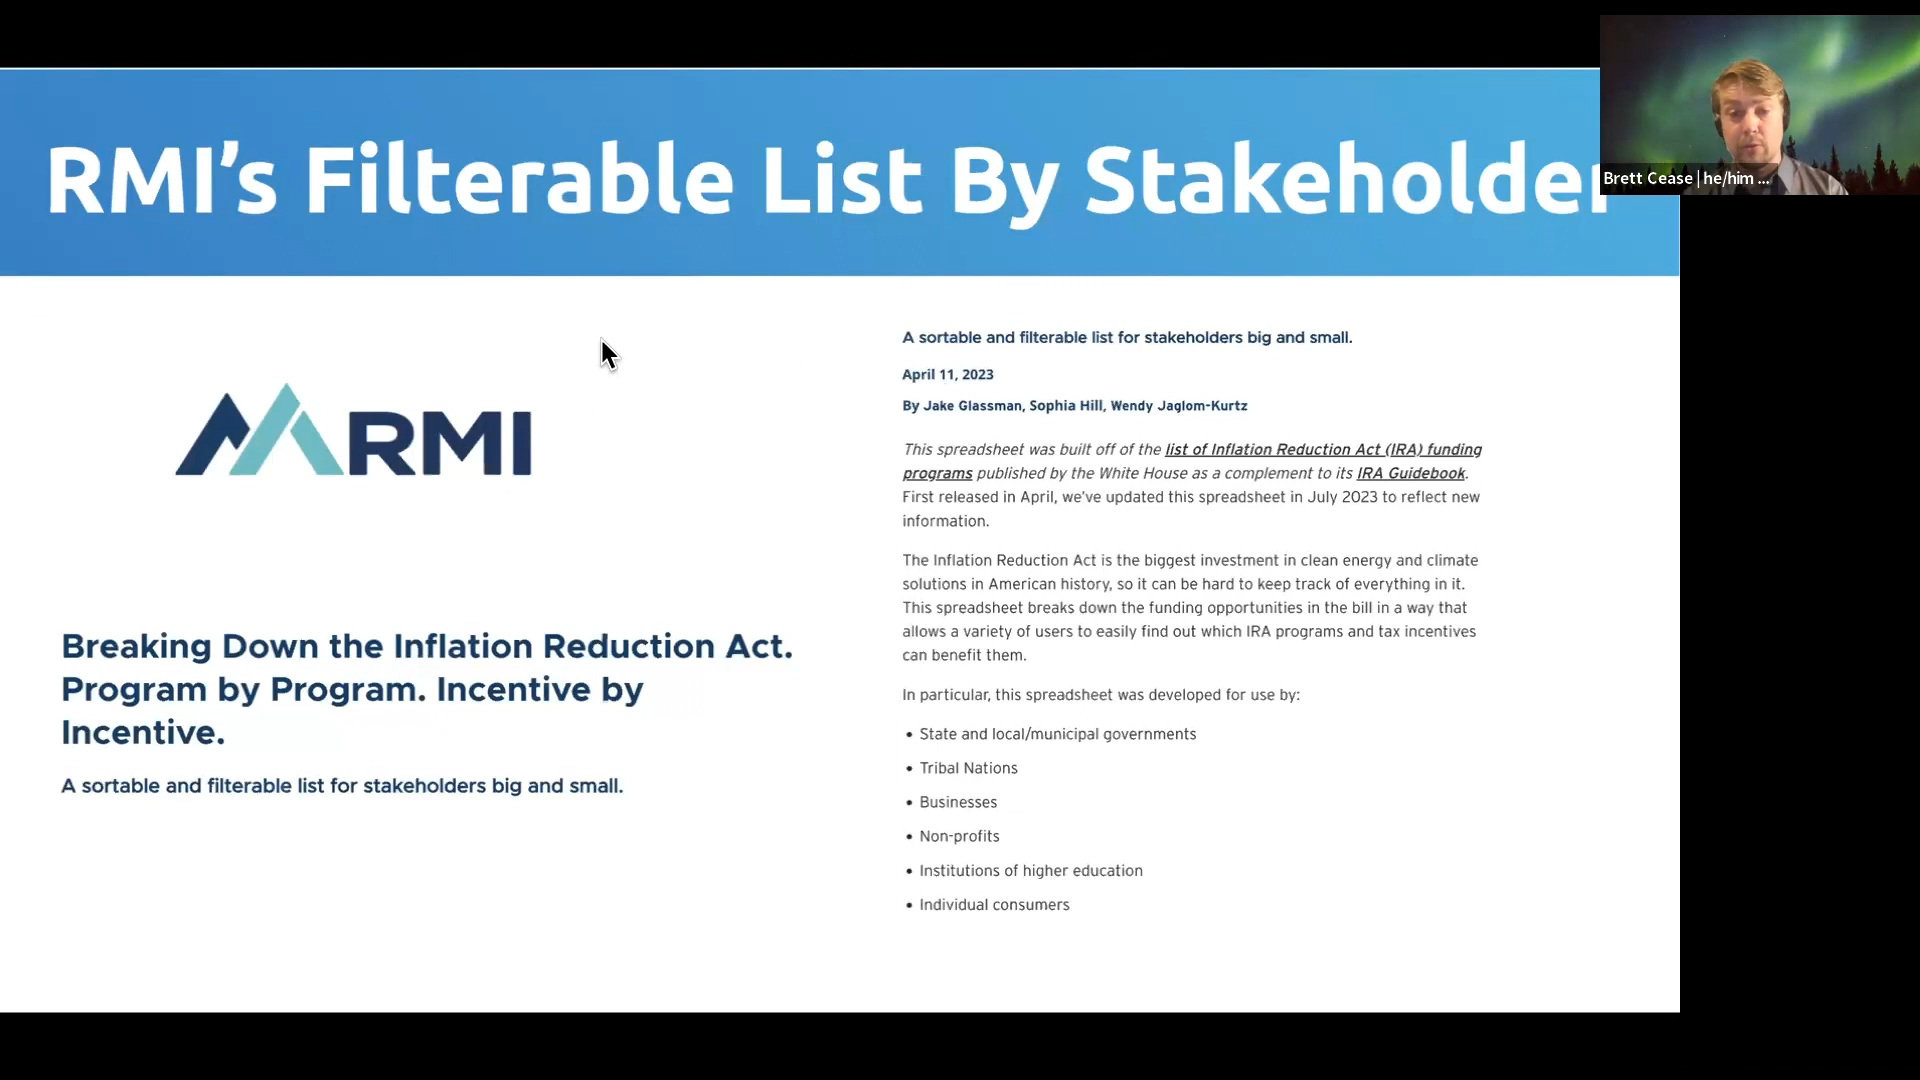 RMI’s Filterable List By Stakeholder
Brett Cease | he/him ...
RMI
Breaking Down the Inflation Reduction Act.
Program by Program. Incentive by
Incentive.
A sortable and filterable list for stakeholders big and small.
A sortable and filterable list for stakeholders big and small.
April 11, 2023
By Jake Glassman, Sophia Hill, Wendy Jaglom-Kurtz
This spreadsheet was built off of the list of Inflation Reduction Act (IRA) funding
programs published by the White House as a complement to its IRA Guidebook.
First released in April, we’ve updated this spreadsheet in July 2023 to reflect new
information.
The Inflation Reduction Act is the biggest investment in clean energy and climate
solutions in American history, so it can be hard to keep track of everything in it.
This spreadsheet breaks down the funding opportunities in the bill in a way that
allows a variety of users to easily find out which IRA programs and tax incentives
can benefit them.
In particular, this spreadsheet was developed for use by:
• State and local/municipal governments
• Tribal Nations
• Businesses
• Non-profits
• Institutions of higher education
• Individual consumers